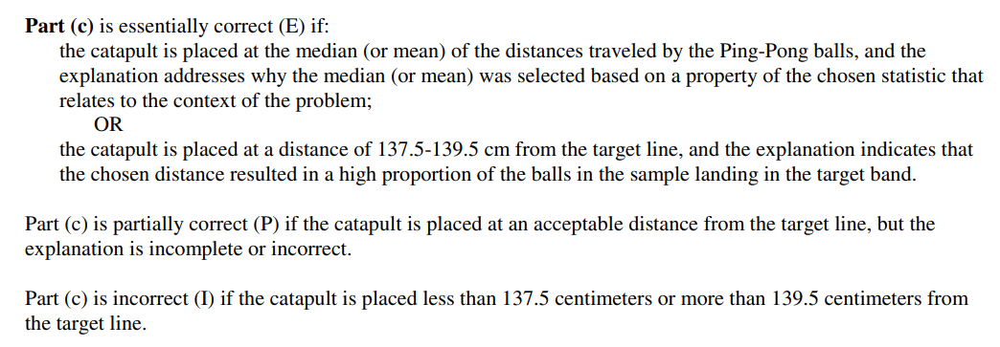 Part (c) is essentially correct (E) if:
the catapult is placed at the median (or mean) of the distances traveled by the Ping-Pong balls, and the
explanation addresses why the median (or mean) was selected based on a property of the chosen statistic that
relates to the context of the problem;
OR
the catapult is placed at a distance of 137.5-139.5 cm from the target line, and the explanation indicates that
the chosen distance resulted in a high proportion of the balls in the sample landing in the target band.
Part (c) is partially correct (P) if the catapult is placed at an acceptable distance from the target line, but the
explanation is incomplete or incorrect.
Part (c) is incorrect (I) if the catapult is placed less than 137.5 centimeters or more than 139.5 centimeters from
the target line.